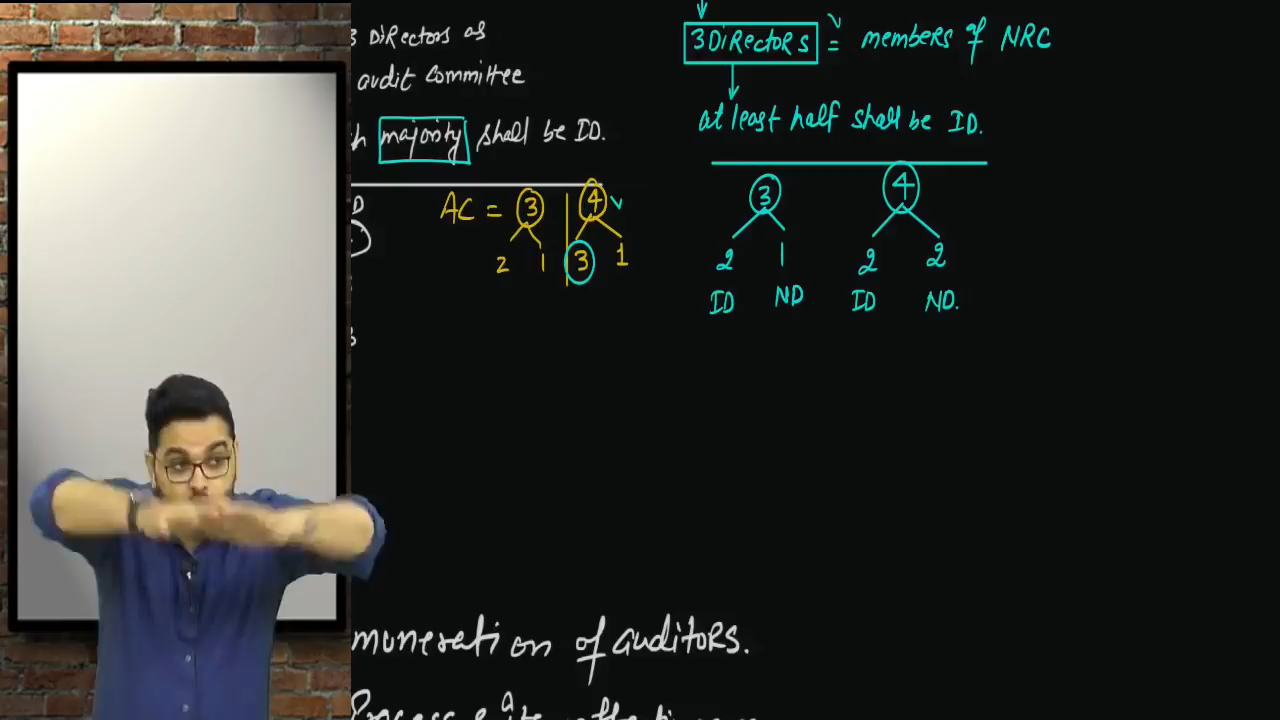 3 DiRectors as
audit Committee
majority shall be ID.
D
AC = 3 | 4
2 1 3 1
3 DiRectoRs = members of NRC
at least half shall be ID.
3 4
2 1 2 2
ID ND ID ND.
muneration of auditors.